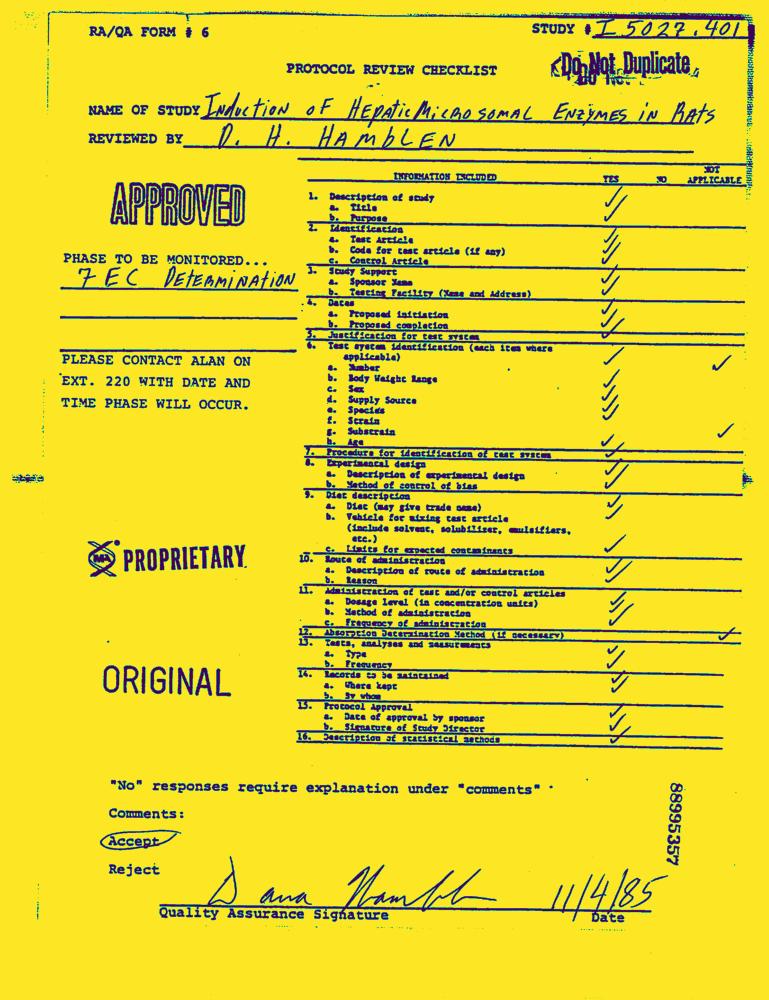 RA/QA FORM # 6
STUDY # I 5027.401
Do Not Duplicate
PROTOCOL REVIEW CHECKLIST
NAME OF STUDY Induction of Hepatic Microsomal Enzymes in Rats
REVIEWED BY D. H. Hamblen
INFORMATION INCLUDED YES NO NOT APPLICABLE
APPROVED
PHASE TO BE MONITORED...
7 EC Determination
PLEASE CONTACT ALAN ON
EXT. 220 WITH DATE AND
TIME PHASE WILL OCCUR.
PROPRIETARY
ORIGINAL
1. Description of study
a. Title
b. Purpose
2. Identification
a. Test Article
b. Code for test article (if any)
c. Control Article
3. Study Support
a. Sponsor Name
b. Testing Facility (Name and Address)
4. Dates
a. Proposed initiation
b. Proposed completion
5. Justification for test system
6. Test system identification (each item where
applicable)
a. Number
b. Body Weight Range
c. Sex
d. Supply Source
e. Species
f. Strain
g. Substrain
h. Age
7. Procedure for identification of test system
8. Experimental design
a. Description of experimental design
b. Method of control of bias
9. Diet description
a. Diet (may give trade name)
b. Vehicle for mixing test article
(include solvent, solubilizer, emulsifiers,
etc.)
c. Limits for expected contaminants
10. Route of administration
a. Description of route of administration
b. Reason
11. Administration of test and/or control articles
a. Dosage level (in concentration units)
b. Method of administration
c. Frequency of administration
12. Absorption Determination Method (if necessary)
13. Tests, analyses and measurements
a. Type
b. Frequency
14. Records to be maintained
a. Where kept
b. By whom
15. Protocol Approval
a. Date of approval by sponsor
b. Signature of Study Director
16. Description of statistical methods
"No" responses require explanation under "comments"
Comments:
Accept
Reject
Dana Hamblen 11/4/85
Quality Assurance Signature Date
88995357